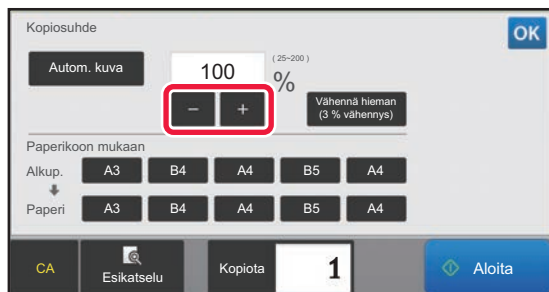 Kopiosuhde
OK
Autom. kuva
100
(25-200)
%
- +
Vähennä hieman
(3 % vähennys)
Paperikoon mukaan
Alkup. A3 B4 A4 B5 A4
Paperi A3 B4 A4 B5 A4
CA
Esikatselu
Kopiota
1
Aloita